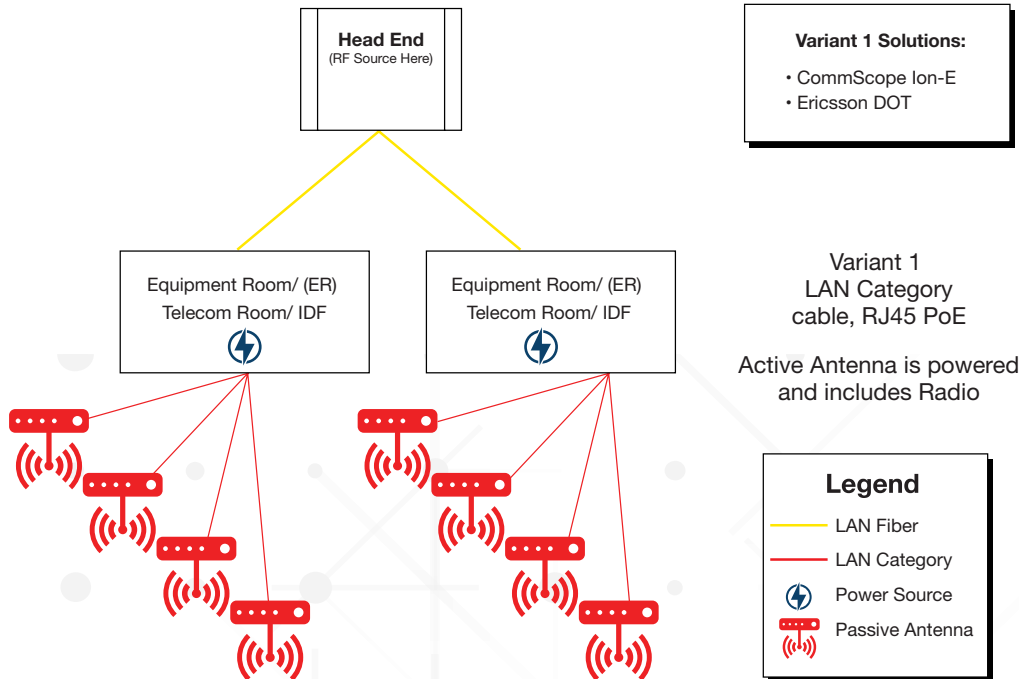 Head End
(RF Source Here)
Variant 1 Solutions:
• CommScope Ion-E
• Ericsson DOT
Equipment Room/ (ER)
Telecom Room/ IDF
Equipment Room/ (ER)
Telecom Room/ IDF
Variant 1
LAN Category
cable, RJ45 PoE
Active Antenna is powered
and includes Radio
Legend
LAN Fiber
LAN Category
Power Source
Passive Antenna